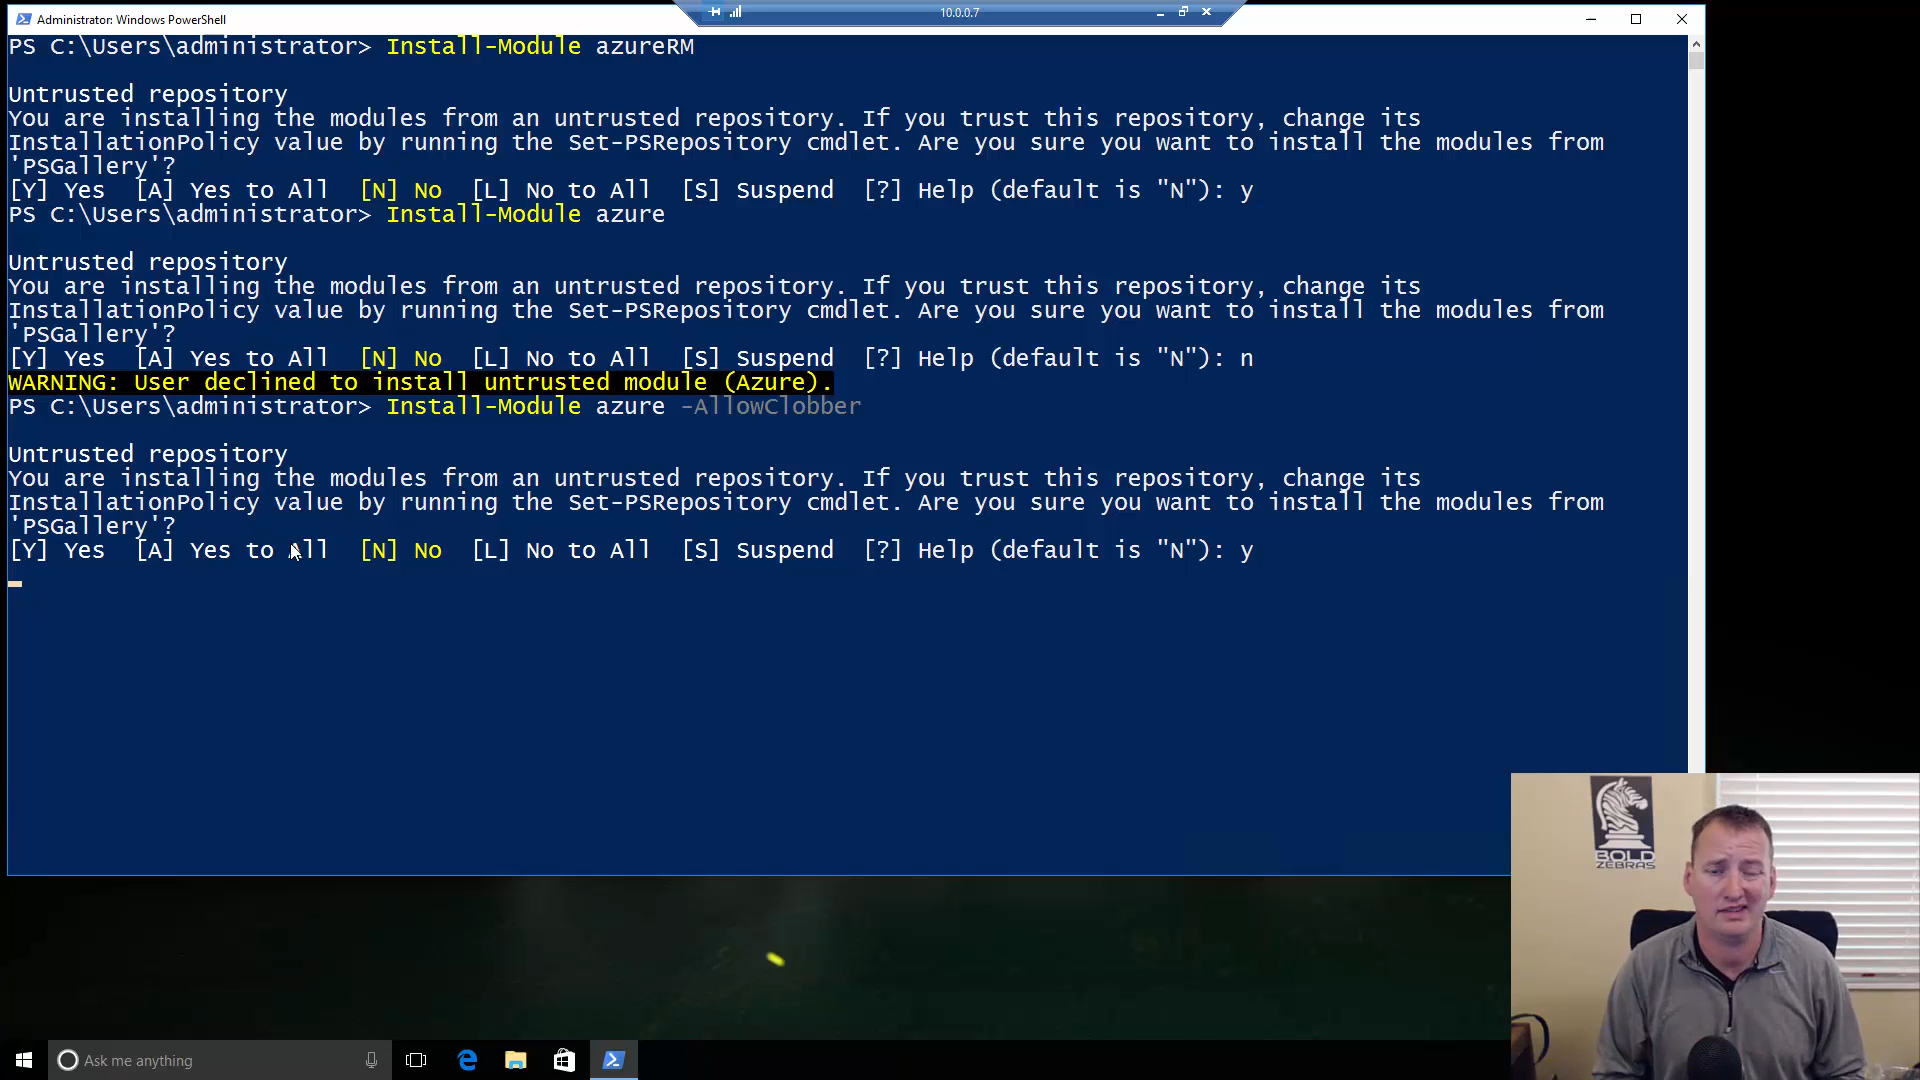 Administrator: Windows PowerShell
10.0.0.7
PS C:\Users\administrator> Install-Module azureRM
Untrusted repository
You are installing the modules from an untrusted repository. If you trust this repository, change its
InstallationPolicy value by running the Set-PSRepository cmdlet. Are you sure you want to install the modules from
'PSGallery'?
[Y] Yes  [A] Yes to All  [N] No  [L] No to All  [S] Suspend  [?] Help (default is "N"): y
PS C:\Users\administrator> Install-Module azure
Untrusted repository
You are installing the modules from an untrusted repository. If you trust this repository, change its
InstallationPolicy value by running the Set-PSRepository cmdlet. Are you sure you want to install the modules from
'PSGallery'?
[Y] Yes  [A] Yes to All  [N] No  [L] No to All  [S] Suspend  [?] Help (default is "N"): n
WARNING: User declined to install untrusted module (Azure).
PS C:\Users\administrator> Install-Module azure -AllowClobber
Untrusted repository
You are installing the modules from an untrusted repository. If you trust this repository, change its
InstallationPolicy value by running the Set-PSRepository cmdlet. Are you sure you want to install the modules from
'PSGallery'?
[Y] Yes  [A] Yes to All  [N] No  [L] No to All  [S] Suspend  [?] Help (default is "N"): y
BOLD
ZEBRAS
Ask me anything